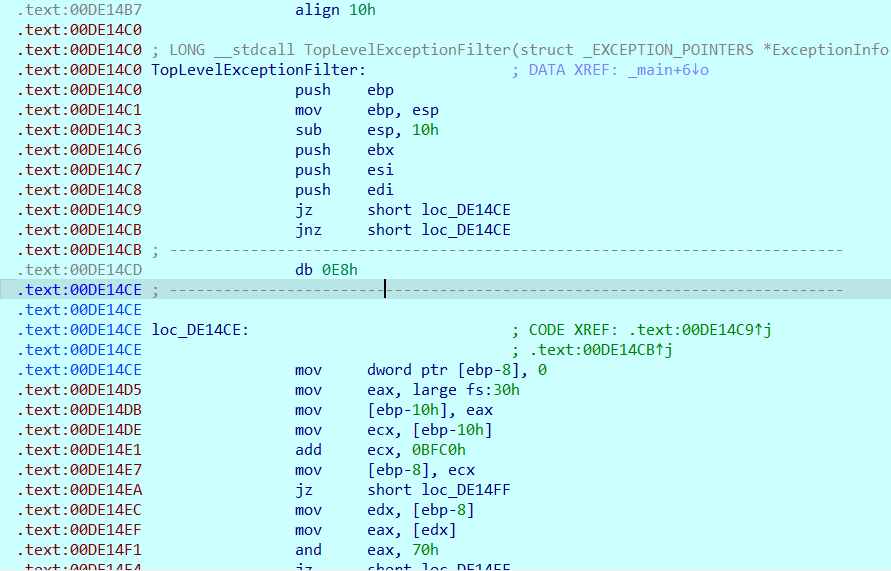 .text:00DE14B7 align 10h
.text:00DE14C0
.text:00DE14C0 ; LONG __stdcall TopLevelExceptionFilter(struct _EXCEPTION_POINTERS *ExceptionInfo
.text:00DE14C0 TopLevelExceptionFilter: ; DATA XREF: _main+6↓o
.text:00DE14C0 push ebp
.text:00DE14C1 mov ebp, esp
.text:00DE14C3 sub esp, 10h
.text:00DE14C6 push ebx
.text:00DE14C7 push esi
.text:00DE14C8 push edi
.text:00DE14C9 jz short loc_DE14CE
.text:00DE14CB jnz short loc_DE14CE
.text:00DE14CB ; ---------------------------------------------------------------------------
.text:00DE14CD db 0E8h
.text:00DE14CE ; ---------------------------------------------------------------------------
.text:00DE14CE
.text:00DE14CE loc_DE14CE: ; CODE XREF: .text:00DE14C9↑j
.text:00DE14CE ; .text:00DE14CB↑j
.text:00DE14CE mov dword ptr [ebp-8], 0
.text:00DE14D5 mov eax, large fs:30h
.text:00DE14DB mov [ebp-10h], eax
.text:00DE14DE mov ecx, [ebp-10h]
.text:00DE14E1 add ecx, 0BFC0h
.text:00DE14E7 mov [ebp-8], ecx
.text:00DE14EA jz short loc_DE14FF
.text:00DE14EC mov edx, [ebp-8]
.text:00DE14EF mov eax, [edx]
.text:00DE14F1 and eax, 70h
.text:00DE14F4 jz short loc_DE14FF